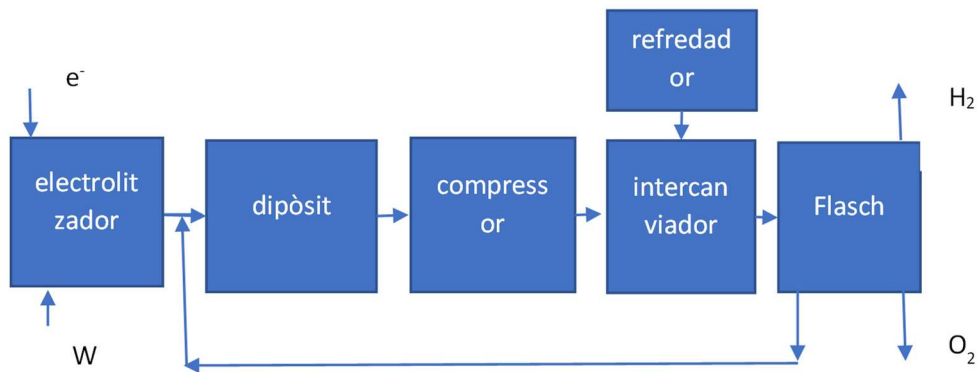 refredad
or
e-
H₂
electrolit
zador
dipòsit
compress
or
intercan
viador
Flasch
W
O₂